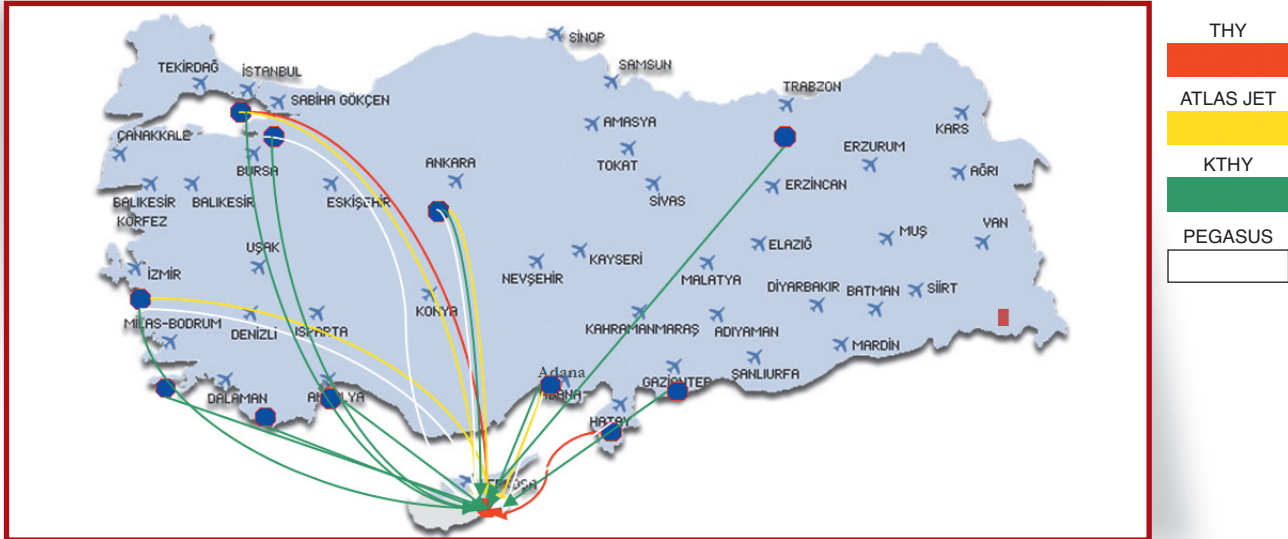 THY
ATLAS JET
KTHY
PEGASUS
SİNOP
TEKİRDAĞ
İSTANBUL
SAMSUN
TRABZON
SABİHA GÖKÇEN
KARS
AMASYA
ÇANAKKALE
ERZURUM
TOKAT
BURSA
ANKARA
AĞRI
ERZİNCAN
BALIKESİR
KÖRFEZ
BALIKESİR
ESKİŞEHİR
SİVAS
VAN
MUŞ
UŞAK
ELAZIĞ
KAYSERİ
NEVŞEHİR
İZMİR
MALATYA
DİYARBAKIR
BATMAN
SİİRT
KONYA
MİLAS-BODRUM
DENİZLİ
ISPARTA
KAHRAMANMARAŞ
ADIYAMAN
MARDİN
Adana
ŞANLIURFA
GAZİANTEP
DALAMAN
HATAY